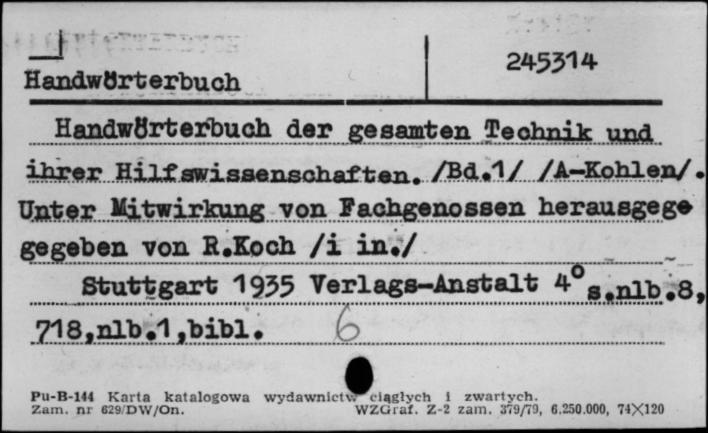 245314
Handwörterbuch
Handwörterbuch der gesamten Technik und
ihrer Hilfswissenschaften. /Bd.1/ /A-Kohlen/.
Unter Mitwirkung von Fachgenossen herausgege
gegeben von R.Koch /i in./
Stuttgart 1935 Verlags-Anstalt 4° s.nlb.8,
718,nlb.1,bibl. 6
Pu-B-144 Karta katalogowa wydawnictw ciągłych i zwartych.
Zam. nr 629/DW/On. WZGraf. Z-2 zam. 379/79, 6.250.000, 74×120